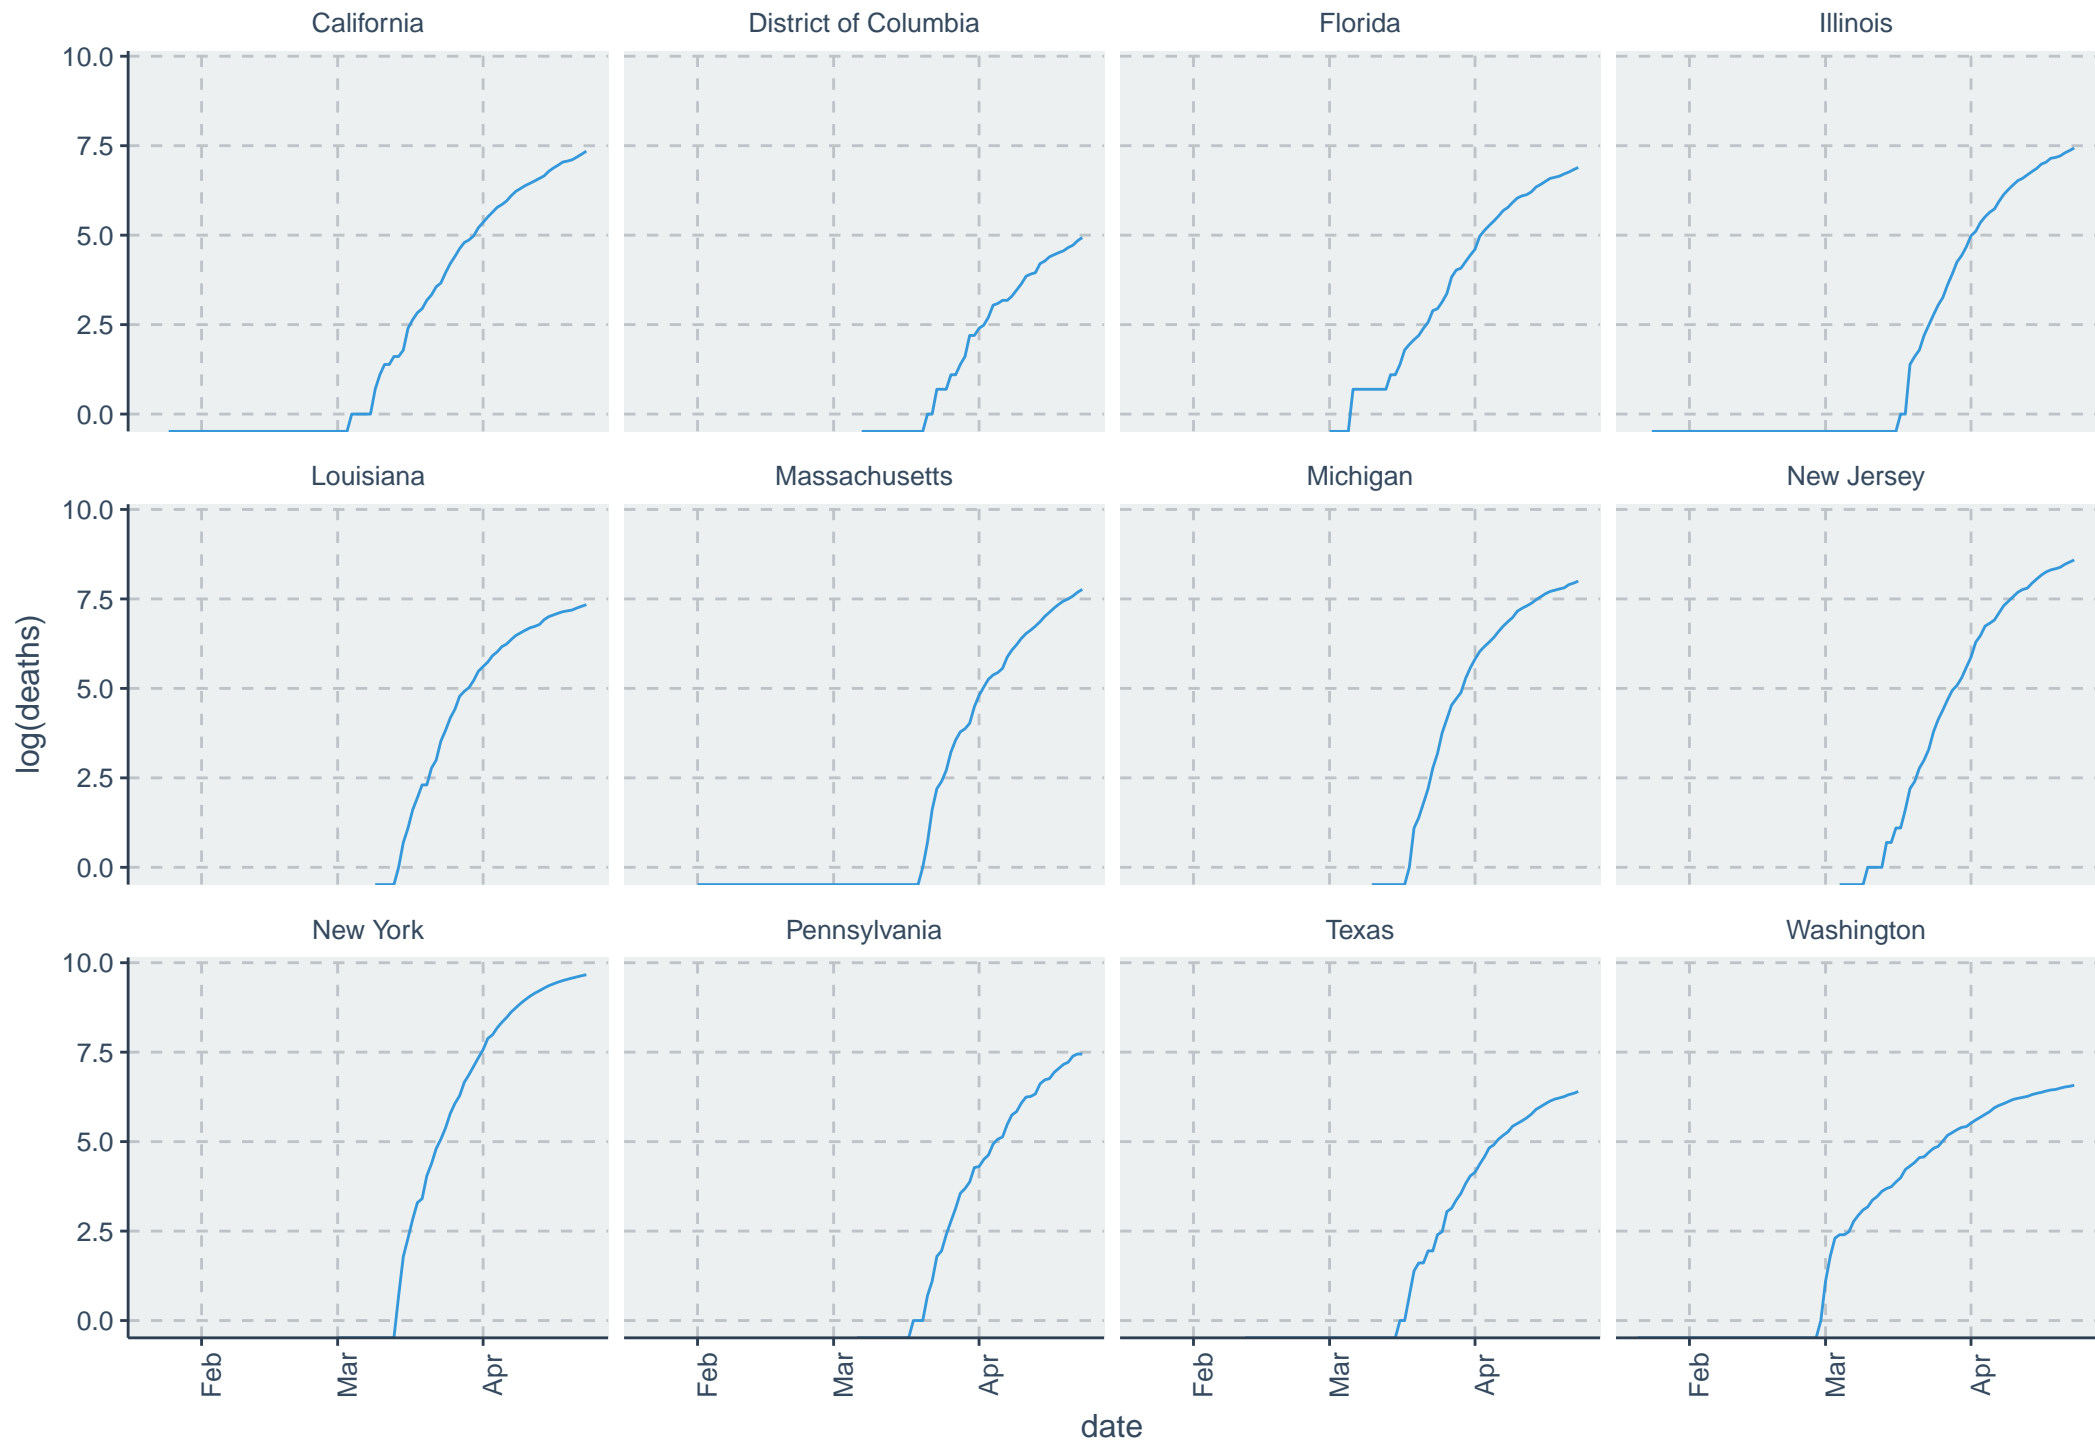 California District of Columbia Florida Illinois
10.0
7.5
5.0
2.5
0.0
Louisiana Massachusetts Michigan New Jersey
10.0
7.5
5.0
2.5
0.0
log(deaths)
New York Pennsylvania Texas Washington
10.0
7.5
5.0
2.5
0.0
Feb Mar Apr Feb Mar Apr Feb Mar Apr Feb Mar Apr
date